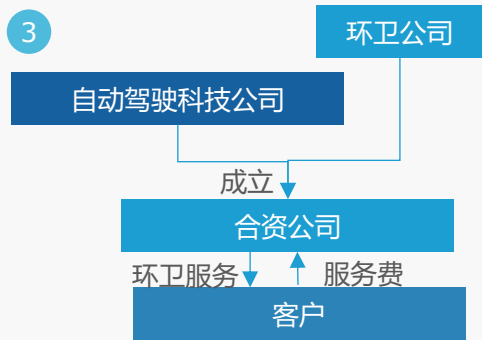 3
环卫公司
自动驾驶科技公司
成立
合资公司
环卫服务
服务费
客户